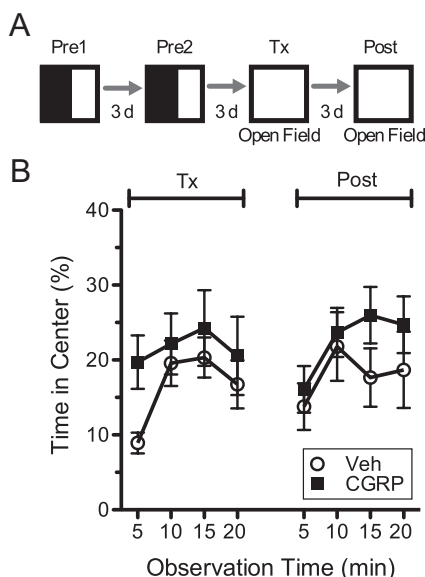 A
Pre1 Pre2 Tx Post
3 d 3 d 3 d
Open Field Open Field
B
Tx Post
40
30
20
10
0
Time in Center (%)
Veh
CGRP
5 10 15 20 5 10 15 20
Observation Time (min)